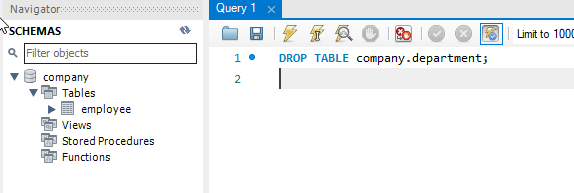 Navigator
SCHEMAS
Filter objects
company
Tables
employee
Views
Stored Procedures
Functions
Query 1
Limit to 1000
1 DROP TABLE company.department;
2